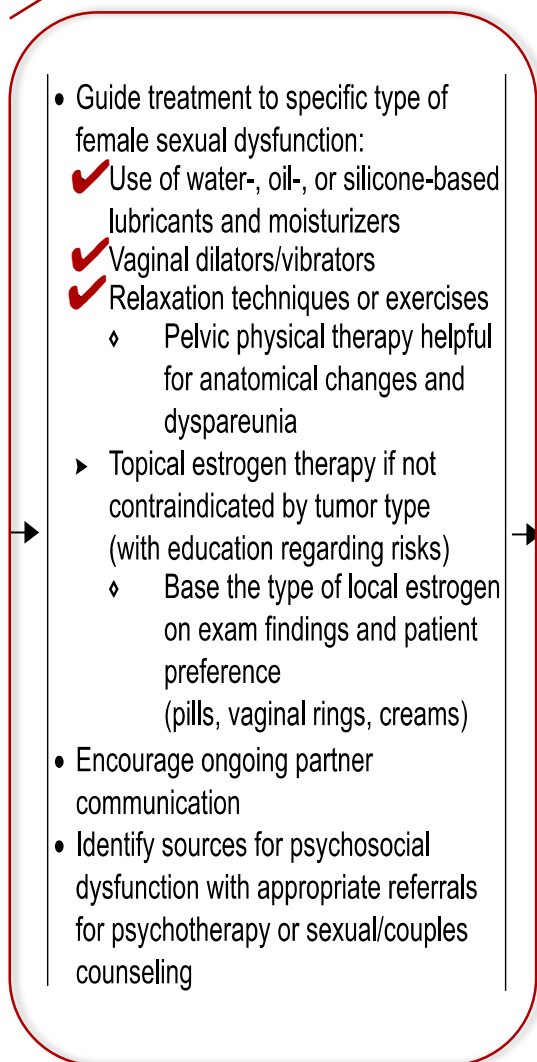 • Guide treatment to specific type of
female sexual dysfunction:
✔Use of water-, oil-, or silicone-based
lubricants and moisturizers
✔Vaginal dilators/vibrators
✔Relaxation techniques or exercises
◊ Pelvic physical therapy helpful
for anatomical changes and
dyspareunia
➤ Topical estrogen therapy if not
contraindicated by tumor type
(with education regarding risks)
◊ Base the type of local estrogen
on exam findings and patient
preference
(pills, vaginal rings, creams)
• Encourage ongoing partner
communication
• Identify sources for psychosocial
dysfunction with appropriate referrals
for psychotherapy or sexual/couples
counseling